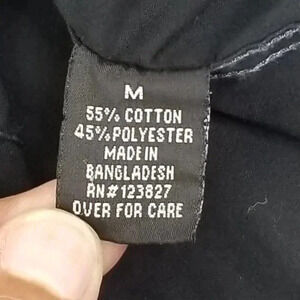 M
55% COTTON
45% POLYESTER
MADE IN
BANGLADESH
RN# 123827
OVER FOR CARE